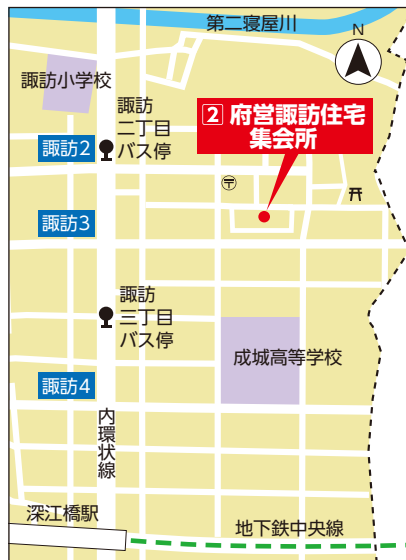 第二寝屋川
N
諏訪小学校
諏訪
二丁目
バス停
2 府営諏訪住宅
集会所
諏訪2
〒
諏訪3
諏訪
三丁目
バス停
成城高等学校
諏訪4
内環状線
深江橋駅
地下鉄中央線